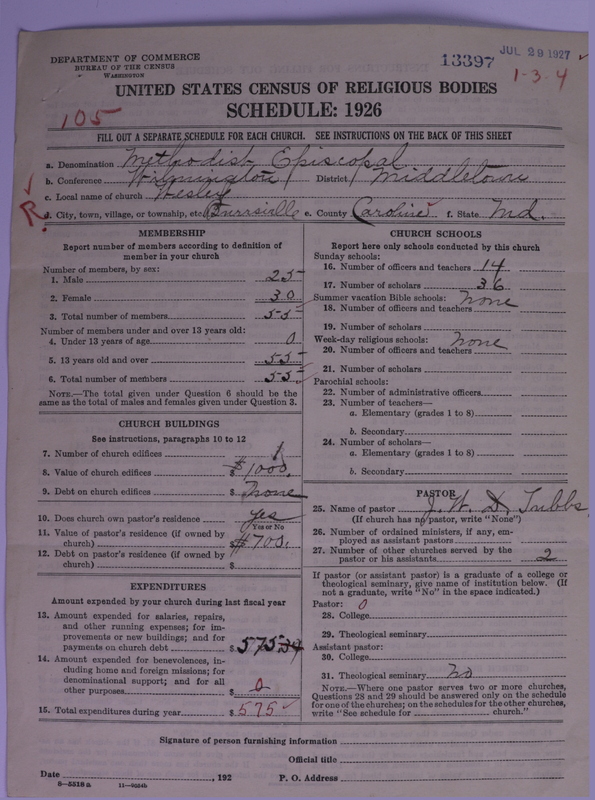 DEPARTMENT OF COMMERCE
BUREAU OF THE CENSUS
WASHINGTON
13397
JUL 29 1927
1-3-4
UNITED STATES CENSUS OF RELIGIOUS BODIES
SCHEDULE: 1926
105
FILL OUT A SEPARATE SCHEDULE FOR EACH CHURCH. SEE INSTRUCTIONS ON THE BACK OF THIS SHEET
a. Denomination Methodist Episcopal
b. Conference Wilmington District Middletown
c. Local name of church Wesley
R
d. City, town, village, or township, etc. Burrsville e. County Caroline f. State Md.
MEMBERSHIP
Report number of members according to definition of
member in your church
Number of members, by sex:
1. Male 25
2. Female 30
3. Total number of members 55
Number of members under and over 13 years old:
4. Under 13 years of age 0
5. 13 years old and over 55
6. Total number of members 55
NOTE.—The total given under Question 6 should be the
same as the total of males and females given under Question 3.
CHURCH BUILDINGS
See instructions, paragraphs 10 to 12
7. Number of church edifices 1
8. Value of church edifices $1000.
9. Debt on church edifices $ None
10. Does church own pastor's residence yes
Yes or No
11. Value of pastor's residence (if owned by
church) $700.
12. Debt on pastor's residence (if owned by
church) $
EXPENDITURES
Amount expended by your church during last fiscal year
13. Amount expended for salaries, repairs,
and other running expenses; for im-
provements or new buildings; and for
payments on church debt $ 575.34
14. Amount expended for benevolences, in-
cluding home and foreign missions; for
denominational support; and for all
other purposes $ 0
15. Total expenditures during year $ 575
CHURCH SCHOOLS
Report here only schools conducted by this church
Sunday schools:
16. Number of officers and teachers 14
17. Number of scholars 36
Summer vacation Bible schools: None
18. Number of officers and teachers
19. Number of scholars
Week-day religious schools: None
20. Number of officers and teachers
21. Number of scholars
Parochial schools:
22. Number of administrative officers
23. Number of teachers—
a. Elementary (grades 1 to 8)
b. Secondary
24. Number of scholars—
a. Elementary (grades 1 to 8)
b. Secondary
PASTOR
25. Name of pastor J. W. Tubbs
(If church has no pastor, write "None")
26. Number of ordained ministers, if any, em-
ployed as assistant pastors
27. Number of other churches served by the
pastor or his assistants 2
If pastor (or assistant pastor) is a graduate of a college or
theological seminary, give name of institution below. (If
not a graduate, write "No" in the space indicated.)
Pastor: 0
28. College
29. Theological seminary
Assistant pastor:
30. College
31. Theological seminary No
NOTE.—Where one pastor serves two or more churches,
Questions 28 and 29 should be answered only on the schedule
for one of the churches; on the schedules for the other churches,
write "See schedule for church."
Signature of person furnishing information
Official title
Date , 192 P. O. Address
8—5518 a 11—9024b